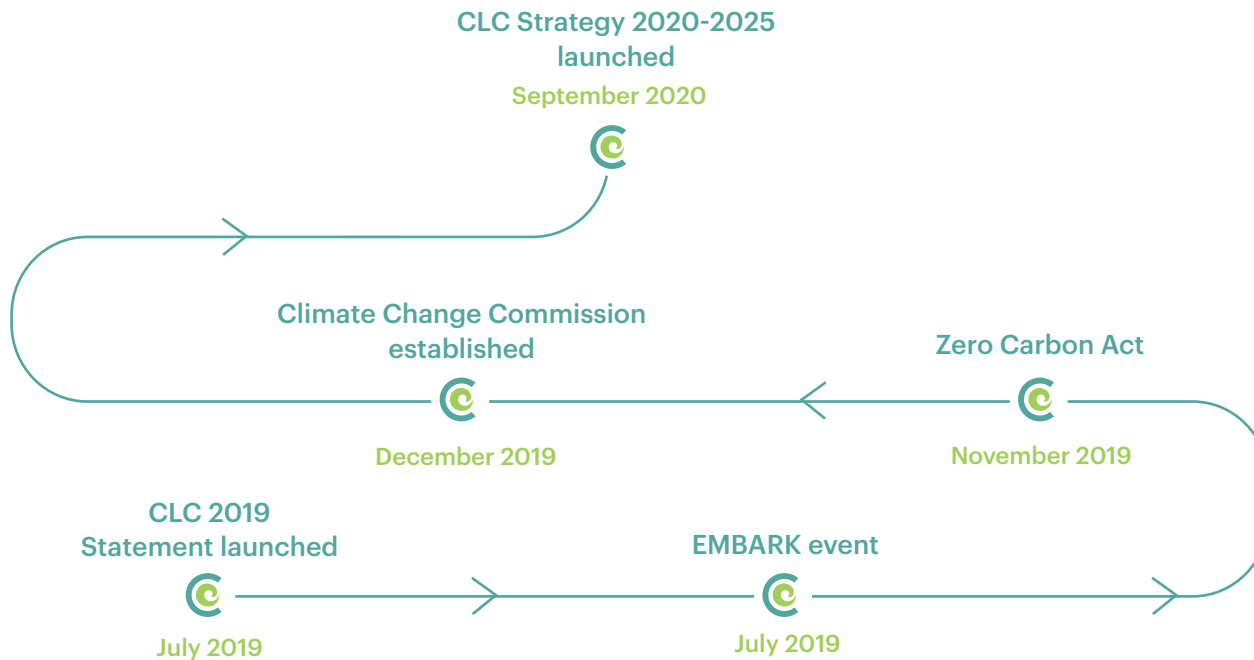 CLC Strategy 2020-2025
launched
September 2020
Climate Change Commission
established
December 2019
Zero Carbon Act
November 2019
CLC 2019
Statement launched
July 2019
EMBARK event
July 2019